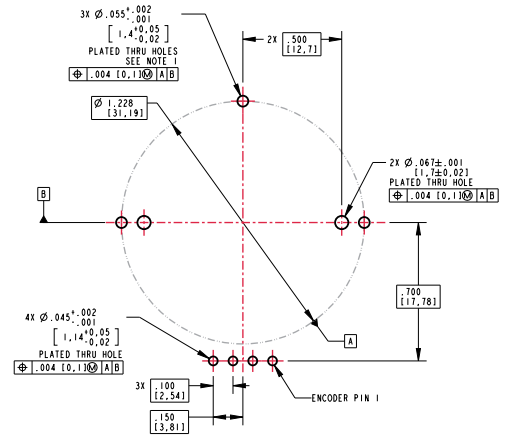 3X Ø.055+.002
-.001
[1,4+0,05
-0,02]
PLATED THRU HOLES
SEE NOTE 1
⌖ .004 [0,1]Ⓜ A B
2X .500
[12,7]
Ø 1.228
[31,19]
2X Ø.067±.001
[1,7±0,02]
PLATED THRU HOLE
⌖ .004 [0,1]Ⓜ A B
B
.700
[17,78]
4X Ø.045+.002
-.001
[1,14+0,05
-0,02]
PLATED THRU HOLE
⌖ .004 [0,1]Ⓜ A B
A
3X .100
[2,54]
ENCODER PIN 1
.150
[3,81]